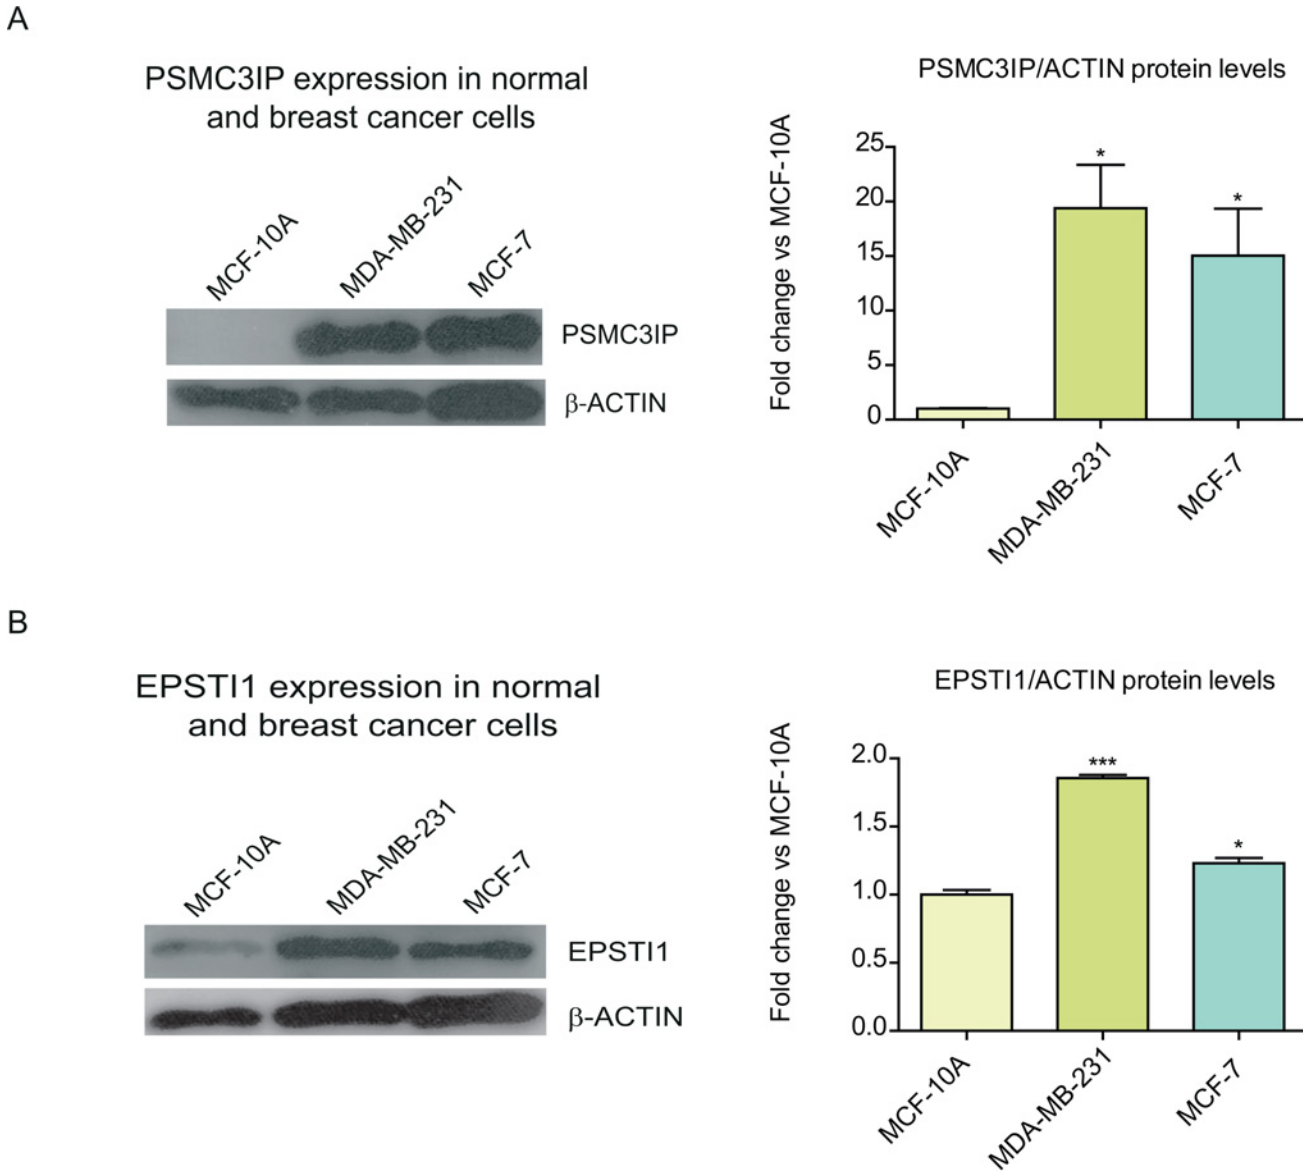 A
PSMC3IP expression in normal
and breast cancer cells
MCF-10A
MDA-MB-231
MCF-7
PSMC3IP
β-ACTIN
PSMC3IP/ACTIN protein levels
Fold change vs MCF-10A
25
20
15
10
5
0
*
*
MCF-10A
MDA-MB-231
MCF-7
B
EPSTI1 expression in normal
and breast cancer cells
MCF-10A
MDA-MB-231
MCF-7
EPSTI1
β-ACTIN
EPSTI1/ACTIN protein levels
Fold change vs MCF-10A
2.0
1.5
1.0
0.5
0.0
***
*
MCF-10A
MDA-MB-231
MCF-7